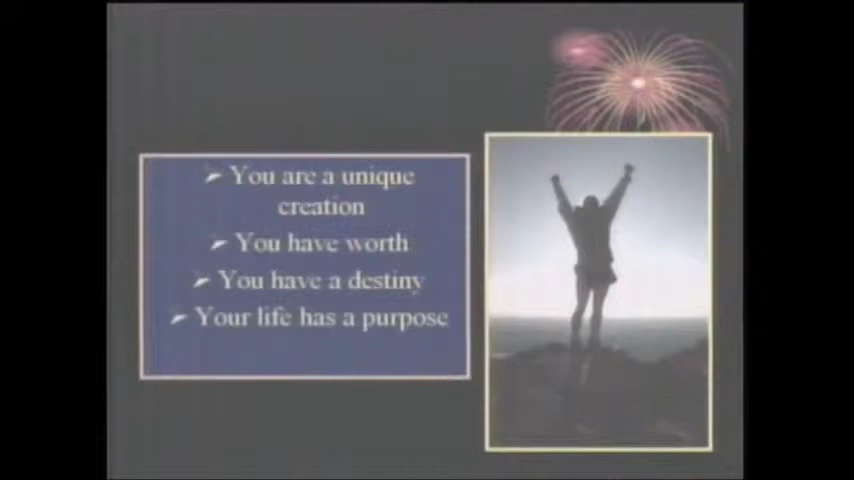 ➢ You are a unique
creation
➢ You have worth
➢ You have a destiny
➢ Your life has a purpose